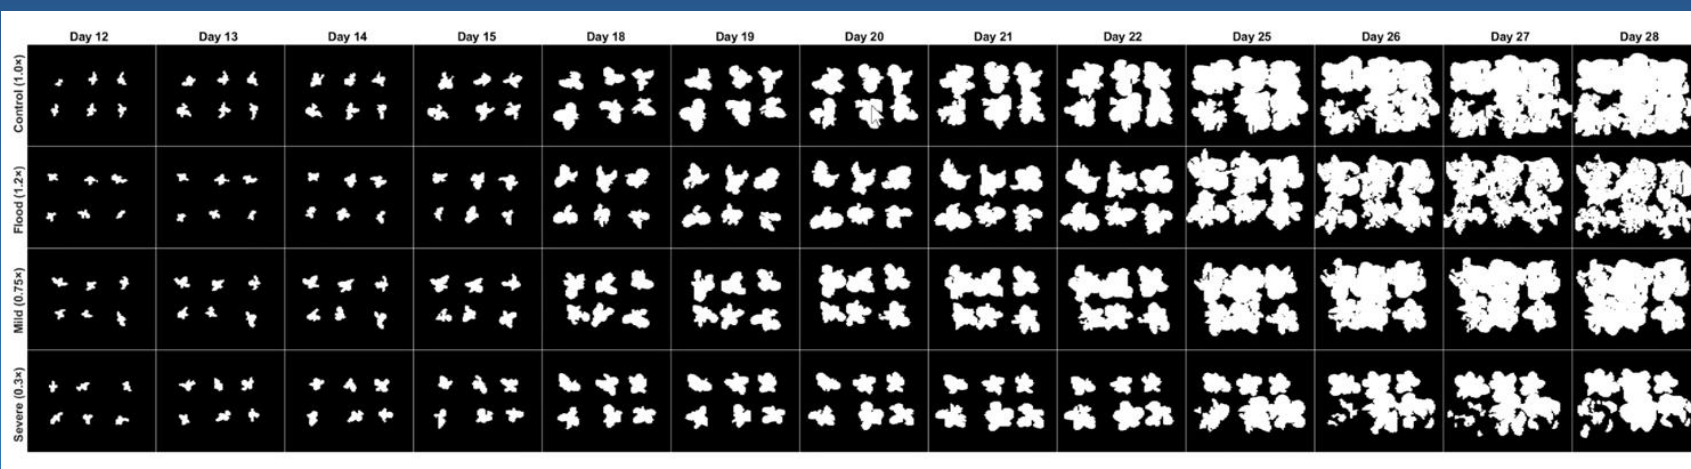 Day 12 Day 13 Day 14 Day 15 Day 18 Day 19 Day 20 Day 21 Day 22 Day 25 Day 26 Day 27 Day 28
Control (1.0×)
Flood (1.2×)
Mild (0.75×)
Severe (0.3×)